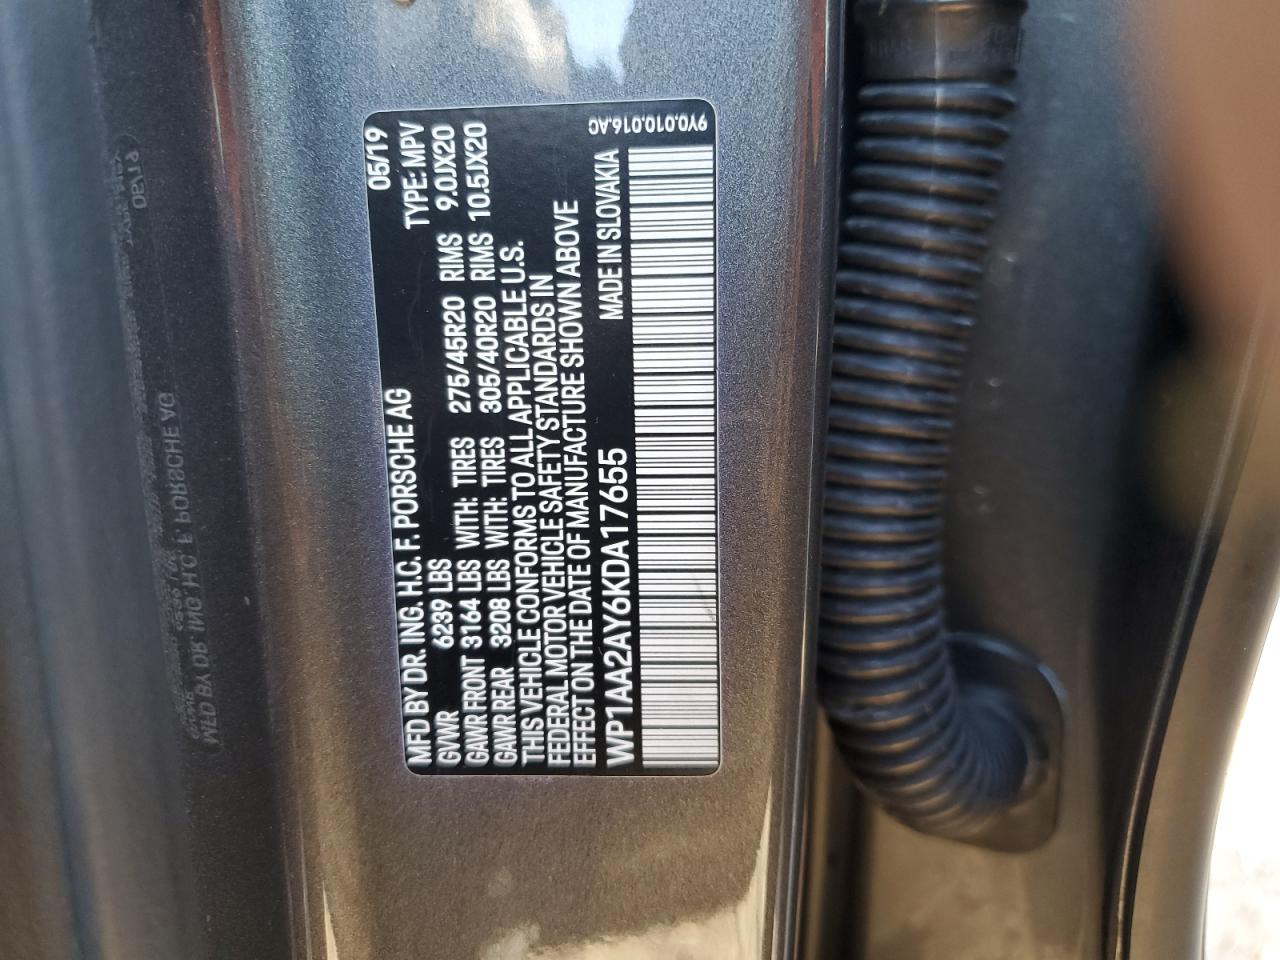 05/19
MFD BY DR. ING. H.C. F. PORSCHE AG TYPE: MPV
GVWR 6239 LBS
GAWR FRONT 3164 LBS WITH: TIRES 275/45R20 RIMS 9.0JX20
GAWR REAR 3208 LBS WITH: TIRES 305/40R20 RIMS 10.5JX20
THIS VEHICLE CONFORMS TO ALL APPLICABLE U.S.
FEDERAL MOTOR VEHICLE SAFETY STANDARDS IN
EFFECT ON THE DATE OF MANUFACTURE SHOWN ABOVE
WP1AA2AY6KDA17655 MADE IN SLOVAKIA
9Y0.010.016.AC